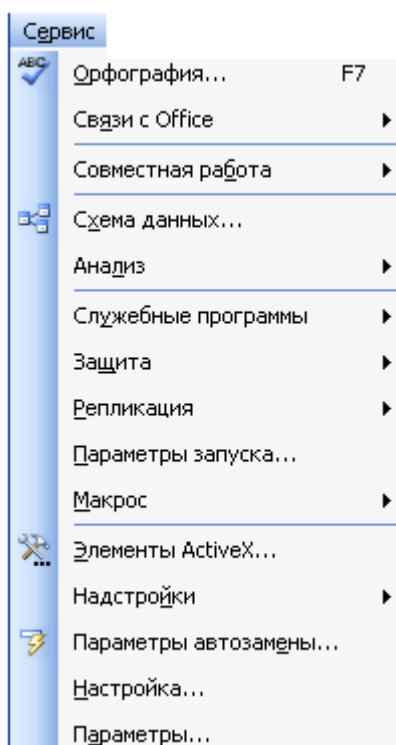 Сервис
ABC
Орфография... F7
Связи с Office
Совместная работа
Схема данных...
Анализ
Служебные программы
Защита
Репликация
Параметры запуска...
Макрос
Элементы ActiveX...
Надстройки
Параметры автозамены...
Настройка...
Параметры...